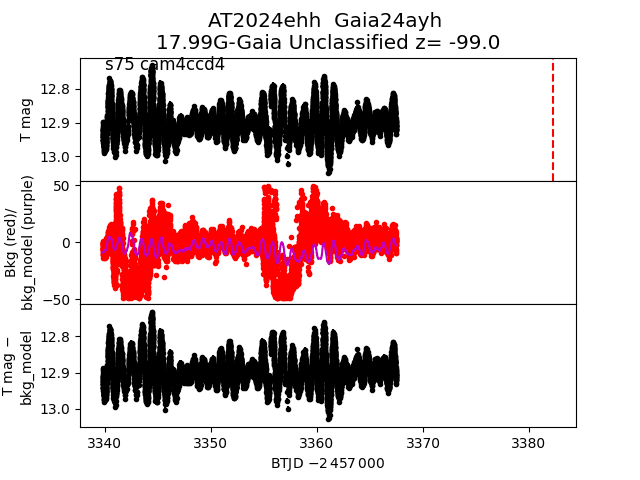 AT2024ehh  Gaia24ayh
17.99G-Gaia Unclassified z= -99.0
s75 cam4ccd4
12.8
12.9
13.0
T mag
50
0
−50
Bkg (red)/
bkg_model (purple)
12.8
12.9
13.0
T mag −
bkg_model
3340
3350
3360
3370
3380
BTJD −2 457 000